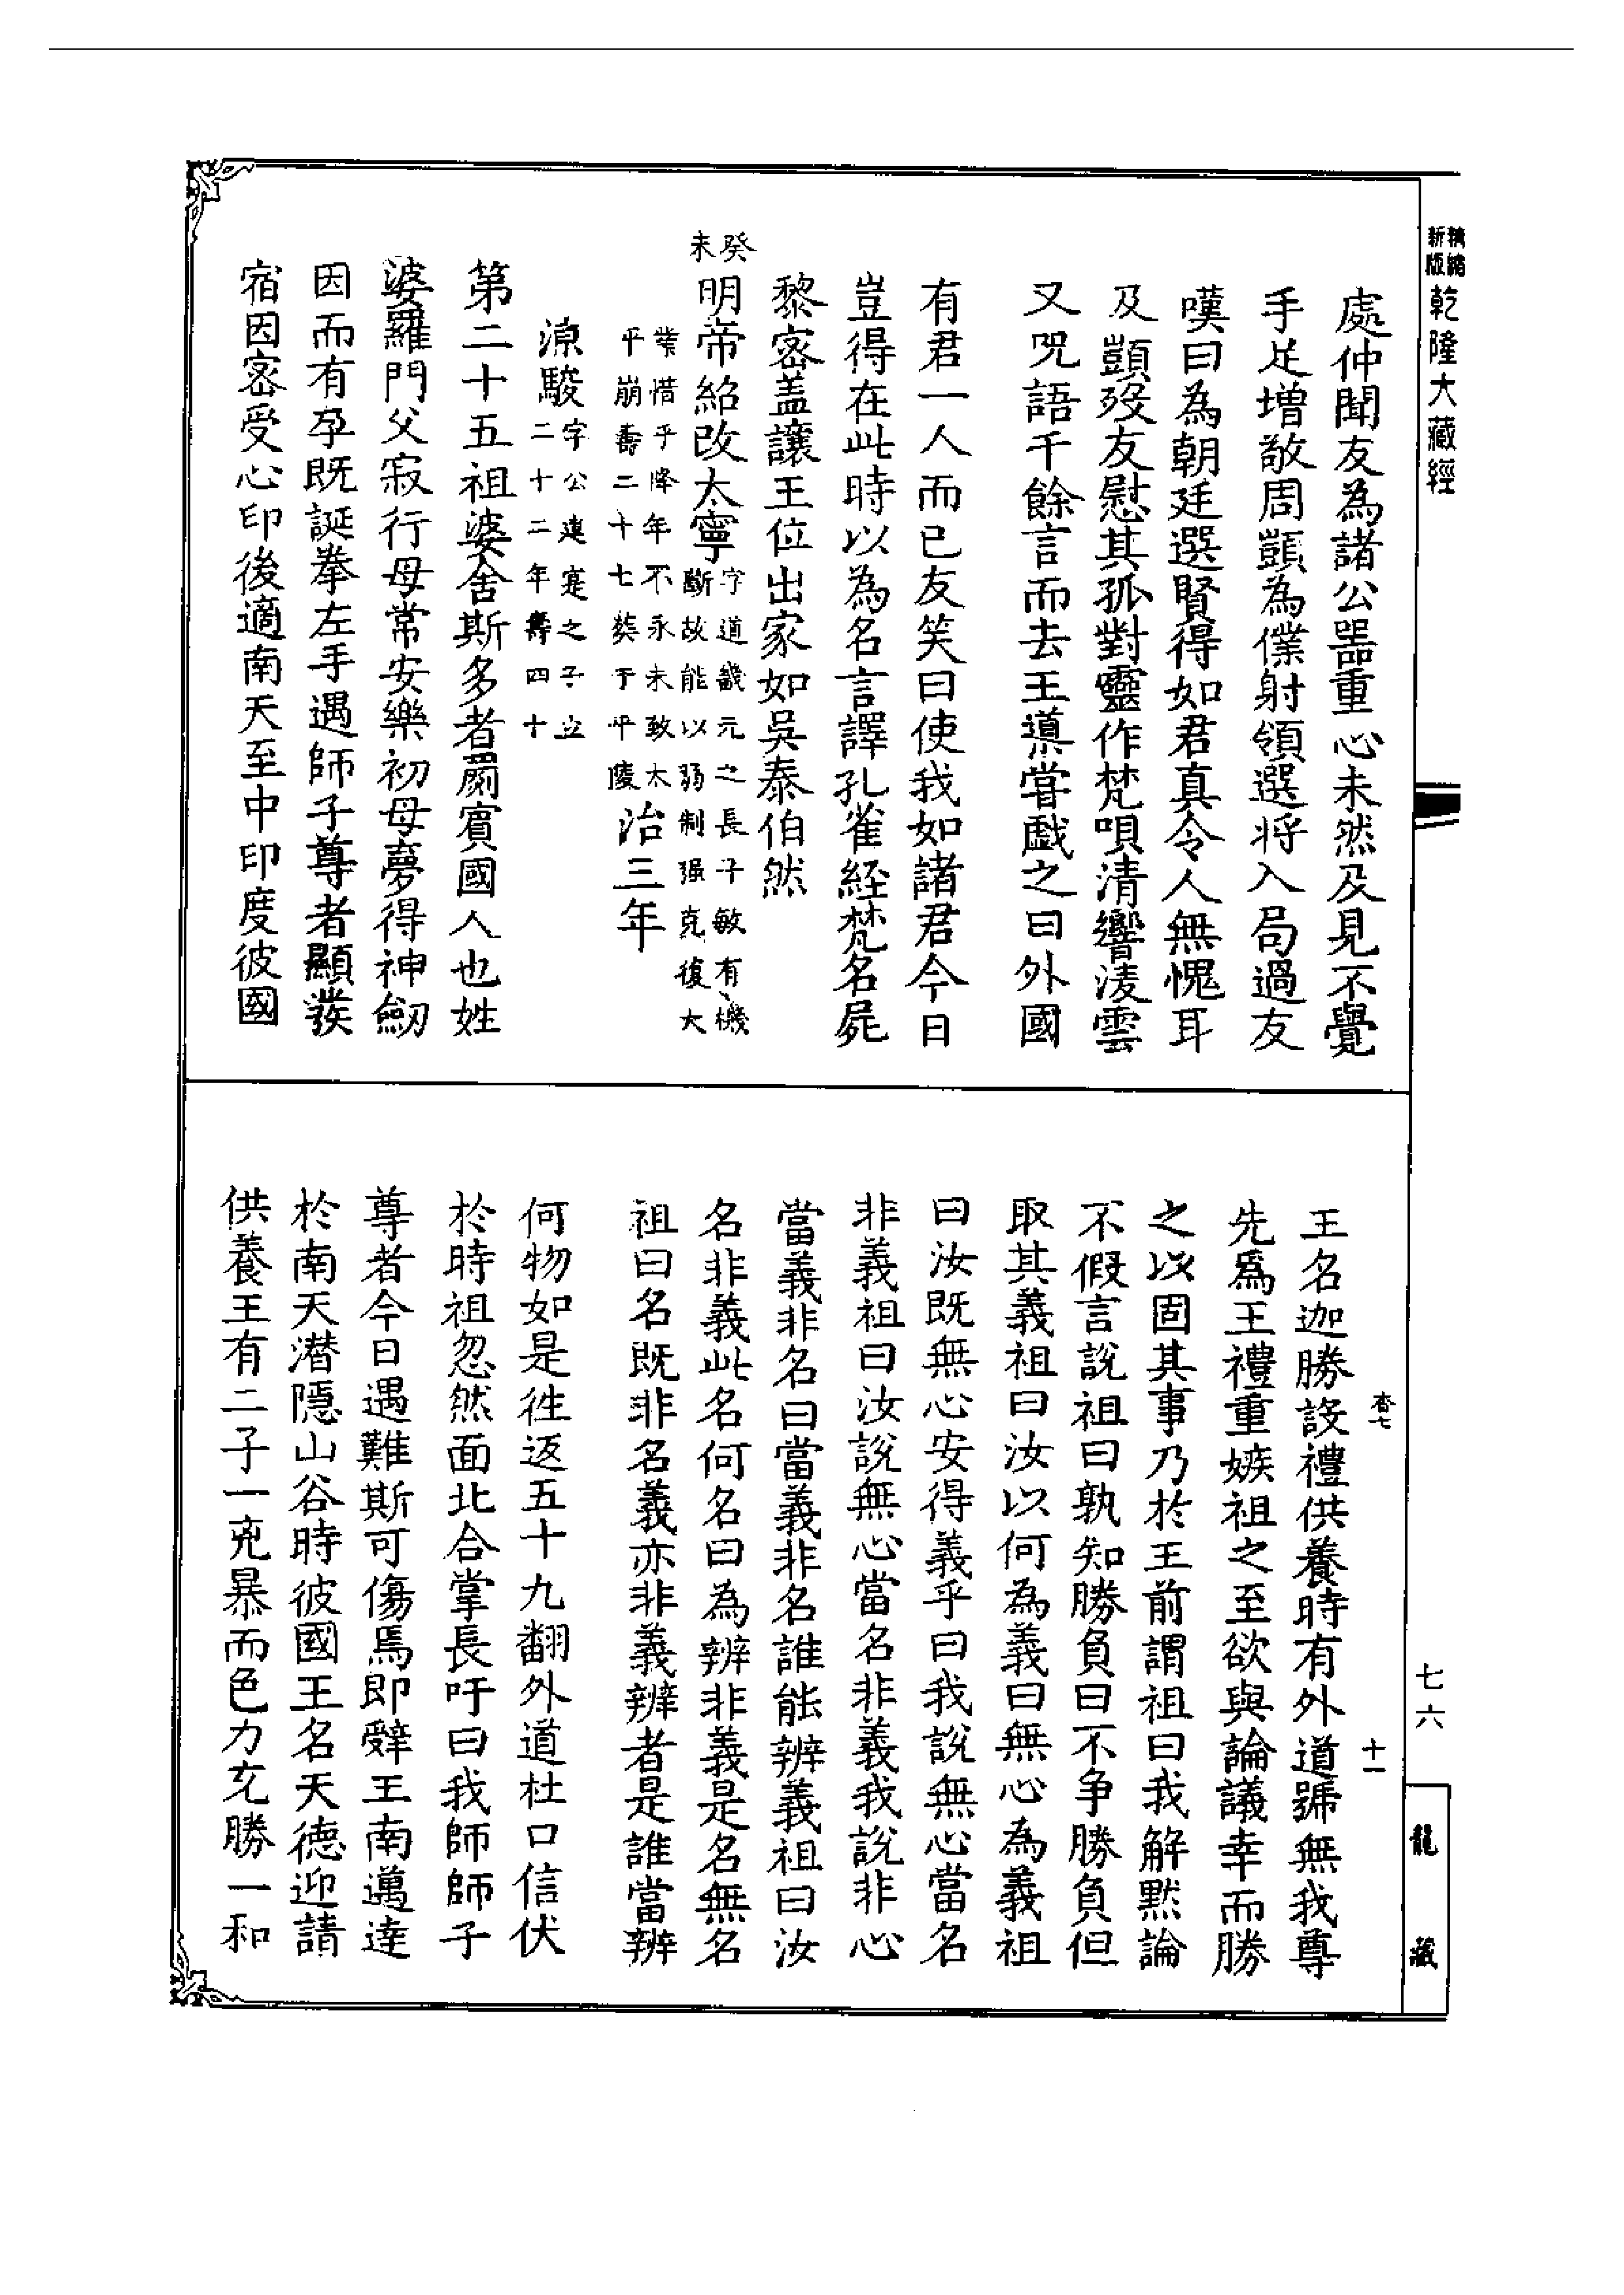 精縮新版
乾隆大藏經
處仲聞友為諸公噐重心未然及見不覺
手足增敬周顗為僕射領選將入局過友
嘆曰為朝廷選賢得如君真令人無愧耳
及顗歿友慰其孤對靈作梵唄清響淩雲
又咒語千餘言而去王導甞戱之曰外國
有君一人而已友笑曰使我如諸君今日
豈得在此時以為名言譯孔雀經梵名屍
黎密盖讓王位出家如吳泰伯然
癸未
明帝紹改太寧
字道畿元之長子敏有機
斷故能以弱制强克復大
業惜乎降年不永未致太
平崩壽二十七葬于平陵
治三年
涼駿
字公㢠寔之子立
二十二年壽四十
第二十五祖婆舍斯多者罽賓國人也姓
婆羅門父寂行母常安樂初母夢得神劒
因而有孕既誕拳左手遇師子尊者顯發
宿因密受心印後適南天至中印度彼國
王名迦勝設禮供養時有外道號無我尊
先爲王禮重嫉祖之至欲與論議幸而勝
之以固其事乃於王前謂祖曰我解默論
不假言說祖曰孰知勝負曰不争勝負但
取其義祖曰汝以何為義曰無心為義祖
曰汝既無心安得義乎曰我說無心當名
非義祖曰汝說無心當名非義我說非心
當義非名曰當義非名誰能辨義祖曰汝
名非義此名何名曰為辨非義是名無名
祖曰名既非名義亦非義辨者是誰當辨
何物如是徃返五十九翻外道杜口信伏
於時祖忽然面北合掌長吁曰我師師子
尊者今日遇難斯可傷焉即辭王南邁達
於南天潛隱山谷時彼國王名天德迎請
供養王有二子一兇暴而色力充勝一和
杳七
十一
七六
龍藏